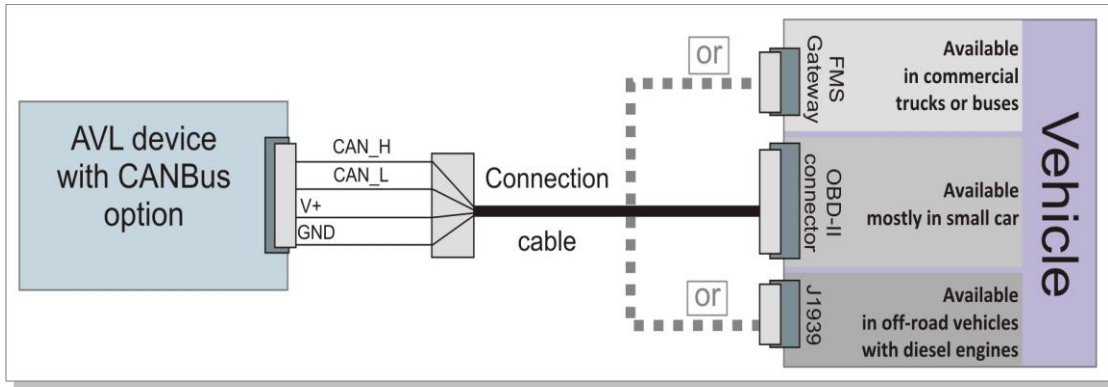 AVL device
with CANBus
option
CAN_H
CAN_L
V+
GND
Connection
cable
or
or
FMS
Gateway
OBD-II
connector
J1939
Available
in commercial
trucks or buses
Available
mostly in small car
Available
in off-road vehicles
with diesel engines
Vehicle